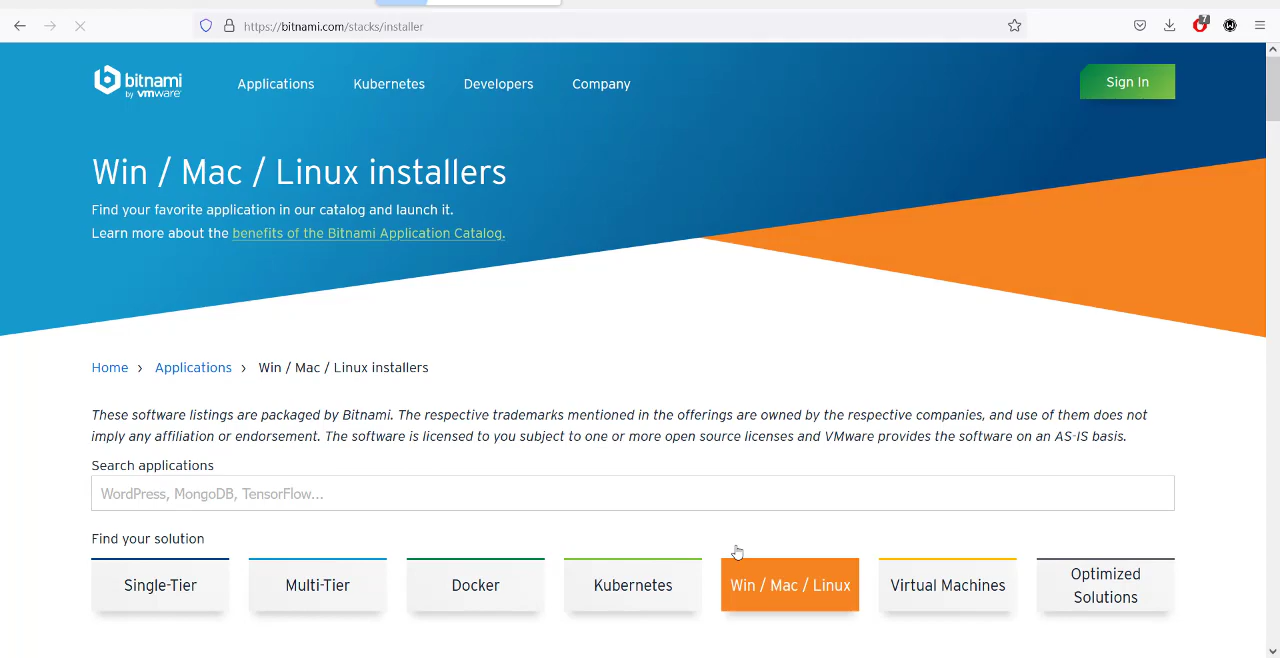 https://bitnami.com/stacks/installer
7
bitnami
by vmware
Applications
Kubernetes
Developers
Company
Sign In
Win / Mac / Linux installers
Find your favorite application in our catalog and launch it.
Learn more about the benefits of the Bitnami Application Catalog.
Home › Applications › Win / Mac / Linux installers
These software listings are packaged by Bitnami. The respective trademarks mentioned in the offerings are owned by the respective companies, and use of them does not
imply any affiliation or endorsement. The software is licensed to you subject to one or more open source licenses and VMware provides the software on an AS-IS basis.
Search applications
WordPress, MongoDB, TensorFlow...
Find your solution
Single-Tier
Multi-Tier
Docker
Kubernetes
Win / Mac / Linux
Virtual Machines
Optimized
Solutions